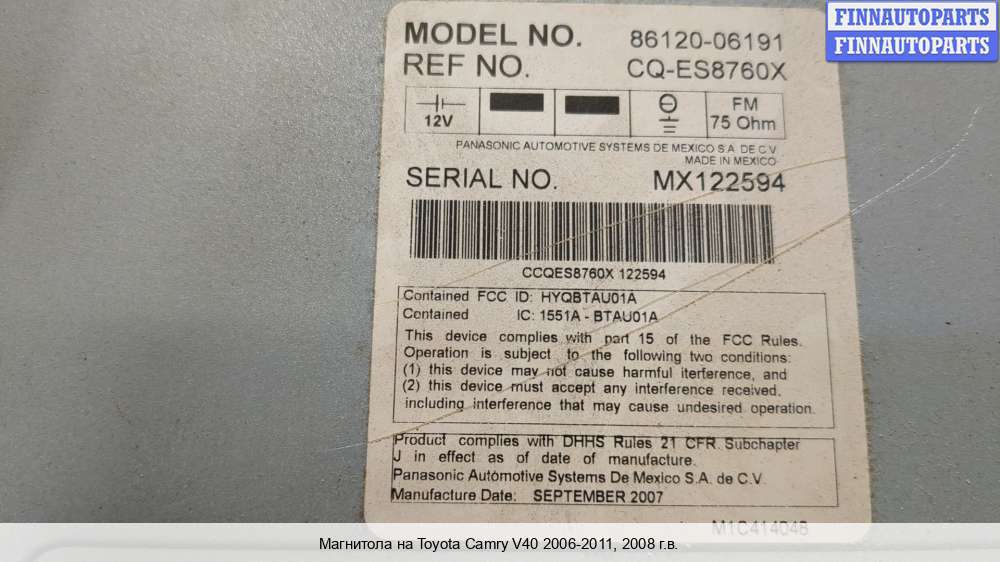 FINNAUTOPARTS
FINNAUTOPARTS
MODEL NO. 86120-06191
REF NO. CQ-ES8760X
12V
FM
75 Ohm
PANASONIC AUTOMOTIVE SYSTEMS DE MEXICO S.A. DE C.V.
MADE IN MEXICO
SERIAL NO. MX122594
CCQES8760X 122594
Contained FCC ID: HYQBTAU01A
Contained IC: 1551A - BTAU01A
This device complies with part 15 of the FCC Rules.
Operation is subject to the following two conditions:
(1) this device may not cause harmful iterference, and
(2) this device must accept any interference received,
including interference that may cause undesired operation.
Product complies with DHHS Rules 21 CFR Subchapter
J in effect as of date of manufacture.
Panasonic Automotive Systems De Mexico S.A. de C.V.
Manufacture Date: SEPTEMBER 2007
M1C414048
Магнитола на Toyota Camry V40 2006-2011, 2008 г.в.